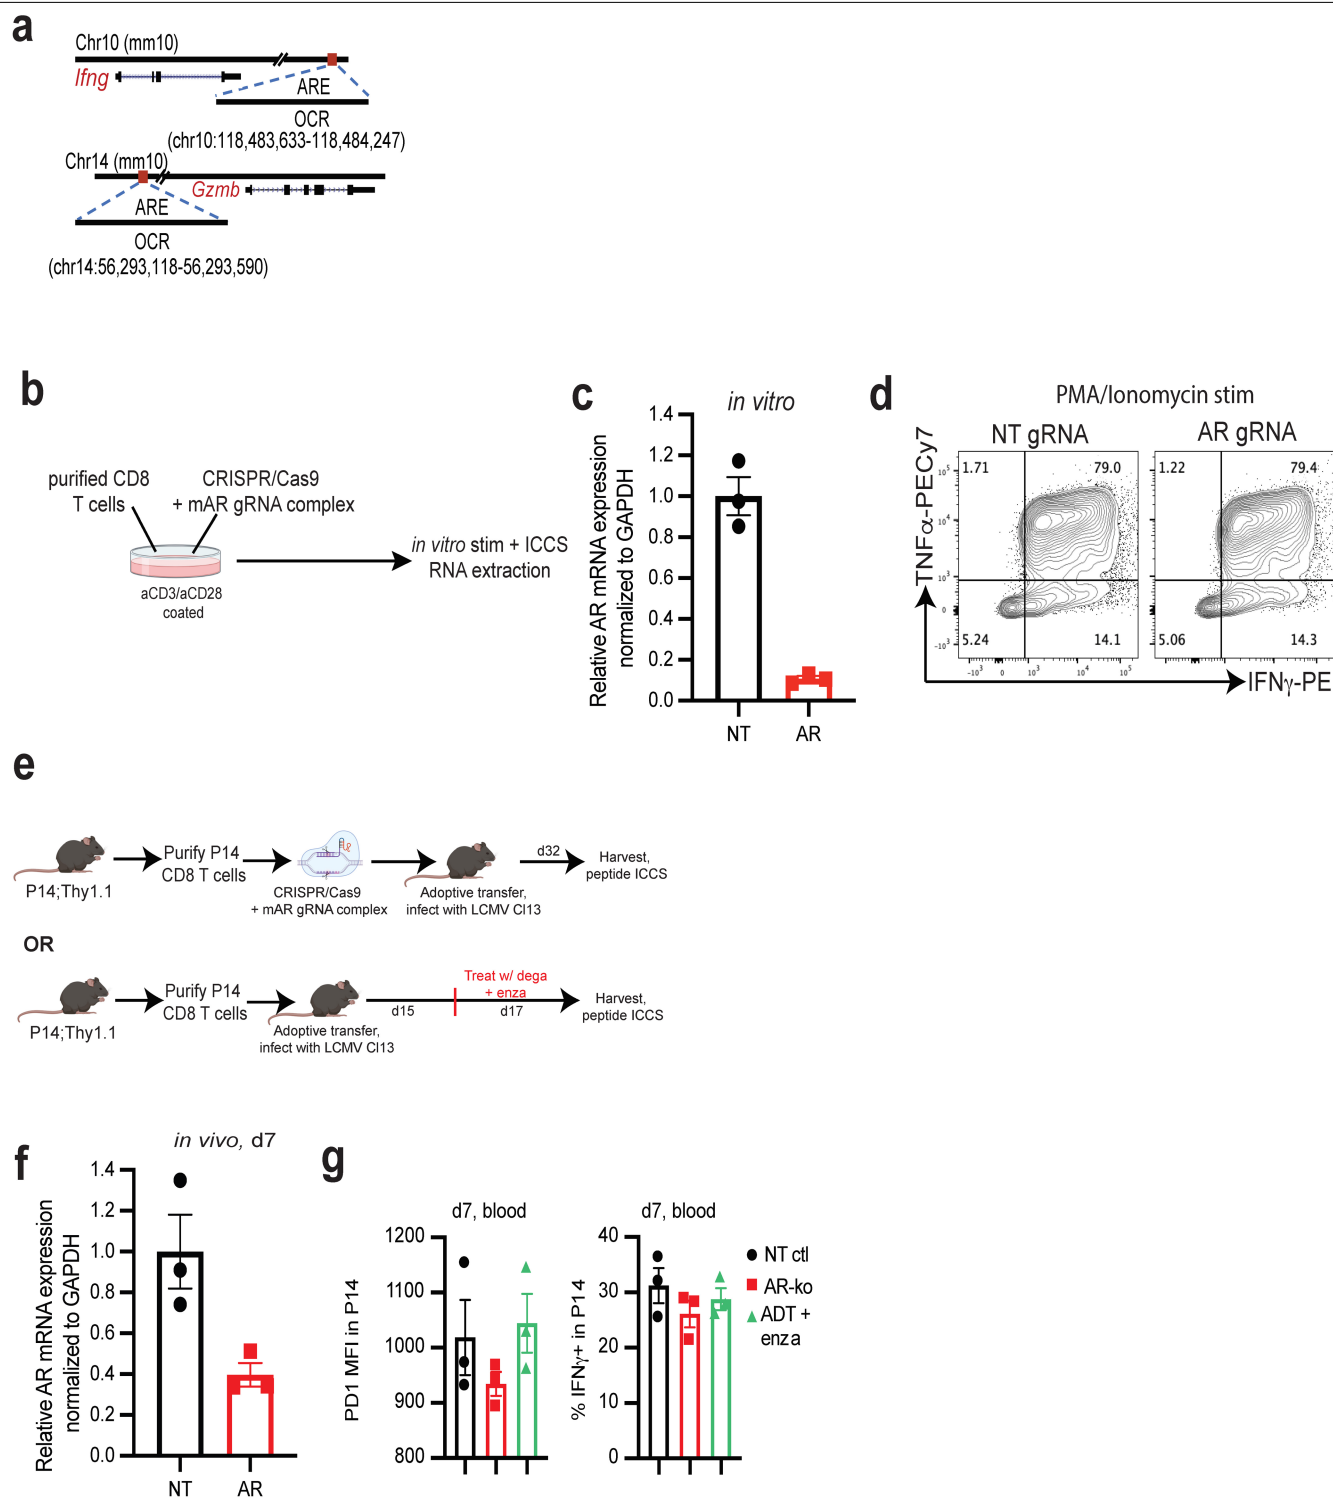 a
Chr10 (mm10)
Ifng
ARE
OCR
(chr10:118,483,633-118,484,247)
Chr14 (mm10)
Gzmb
ARE
OCR
(chr14:56,293,118-56,293,590)
b
purified CD8
T cells
CRISPR/Cas9
+ mAR gRNA complex
aCD3/aCD28
coated
in vitro stim + ICCS
RNA extraction
c
in vitro
Relative AR mRNA expression
normalized to GAPDH
1.4
1.2
1.0
0.8
0.6
0.4
0.2
0.0
NT
AR
d
PMA/Ionomycin stim
NT gRNA
AR gRNA
TNFα-PECy7
10⁵
10⁴
10³
0
-10³
1.71
79.0
5.24
14.1
1.22
79.4
5.06
14.3
-10³
0
10³
10⁴
10⁵
IFNγ-PE
e
P14;Thy1.1
Purify P14
CD8 T cells
CRISPR/Cas9
+ mAR gRNA complex
Adoptive transfer,
infect with LCMV Cl13
d32
Harvest,
peptide ICCS
OR
P14;Thy1.1
Purify P14
CD8 T cells
Adoptive transfer,
infect with LCMV Cl13
d15
Treat w/ dega
+ enza
d17
Harvest,
peptide ICCS
f
in vivo, d7
Relative AR mRNA expression
normalized to GAPDH
1.4
1.2
1.0
0.8
0.6
0.4
0.2
0.0
NT
AR
g
d7, blood
PD1 MFI in P14
1200
1100
1000
900
800
d7, blood
% IFNγ+ in P14
40
30
20
10
0
NT ctl
AR-ko
ADT +
enza